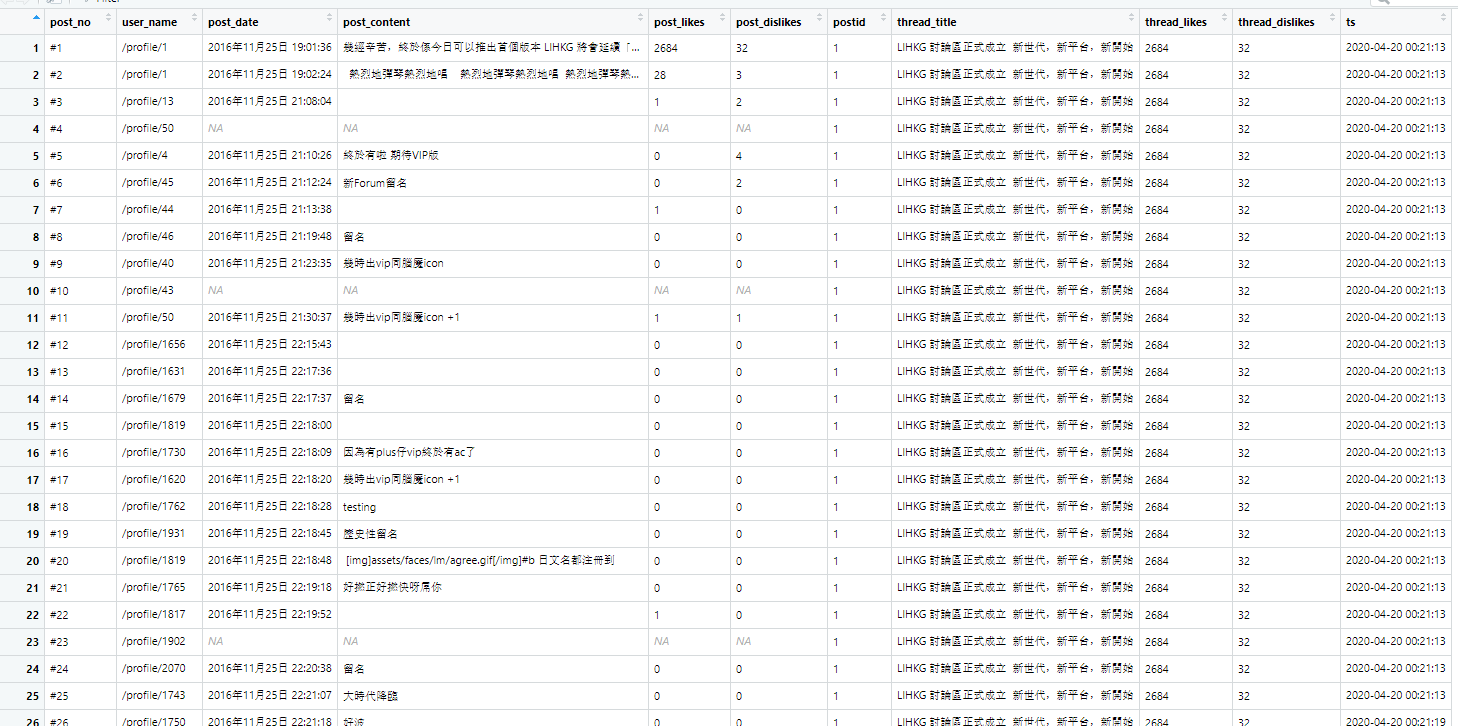 Filter
post_no user_name post_date post_content post_likes post_dislikes postid thread_title thread_likes thread_dislikes ts
1 #1 /profile/1 2016年11月25日 19:01:36 幾經辛苦，終於係今日可以推出首個版本 LIHKG 將會延續「... 2684 32 1 LIHKG 討論區正式成立 新世代，新平台，新開始 2684 32 2020-04-20 00:21:13
2 #2 /profile/1 2016年11月25日 19:02:24 熱烈地彈琴熱烈地唱 熱烈地彈琴熱烈地唱 熱烈地彈琴熱... 28 3 1 LIHKG 討論區正式成立 新世代，新平台，新開始 2684 32 2020-04-20 00:21:13
3 #3 /profile/13 2016年11月25日 21:08:04 1 2 1 LIHKG 討論區正式成立 新世代，新平台，新開始 2684 32 2020-04-20 00:21:13
4 #4 /profile/50 NA NA NA NA 1 LIHKG 討論區正式成立 新世代，新平台，新開始 2684 32 2020-04-20 00:21:13
5 #5 /profile/4 2016年11月25日 21:10:26 終於有啦 期待VIP版 0 4 1 LIHKG 討論區正式成立 新世代，新平台，新開始 2684 32 2020-04-20 00:21:13
6 #6 /profile/45 2016年11月25日 21:12:24 新Forum留名 0 2 1 LIHKG 討論區正式成立 新世代，新平台，新開始 2684 32 2020-04-20 00:21:13
7 #7 /profile/44 2016年11月25日 21:13:38 1 0 1 LIHKG 討論區正式成立 新世代，新平台，新開始 2684 32 2020-04-20 00:21:13
8 #8 /profile/46 2016年11月25日 21:19:48 留名 0 0 1 LIHKG 討論區正式成立 新世代，新平台，新開始 2684 32 2020-04-20 00:21:13
9 #9 /profile/40 2016年11月25日 21:23:35 幾時出vip同腦魔icon 0 0 1 LIHKG 討論區正式成立 新世代，新平台，新開始 2684 32 2020-04-20 00:21:13
10 #10 /profile/43 NA NA NA NA 1 LIHKG 討論區正式成立 新世代，新平台，新開始 2684 32 2020-04-20 00:21:13
11 #11 /profile/50 2016年11月25日 21:30:37 幾時出vip同腦魔icon +1 1 1 1 LIHKG 討論區正式成立 新世代，新平台，新開始 2684 32 2020-04-20 00:21:13
12 #12 /profile/1656 2016年11月25日 22:15:43 0 0 1 LIHKG 討論區正式成立 新世代，新平台，新開始 2684 32 2020-04-20 00:21:13
13 #13 /profile/1631 2016年11月25日 22:17:36 0 0 1 LIHKG 討論區正式成立 新世代，新平台，新開始 2684 32 2020-04-20 00:21:13
14 #14 /profile/1679 2016年11月25日 22:17:37 留名 0 0 1 LIHKG 討論區正式成立 新世代，新平台，新開始 2684 32 2020-04-20 00:21:13
15 #15 /profile/1819 2016年11月25日 22:18:00 0 0 1 LIHKG 討論區正式成立 新世代，新平台，新開始 2684 32 2020-04-20 00:21:13
16 #16 /profile/1730 2016年11月25日 22:18:09 因為有plus仔vip終於有ac了 0 0 1 LIHKG 討論區正式成立 新世代，新平台，新開始 2684 32 2020-04-20 00:21:13
17 #17 /profile/1620 2016年11月25日 22:18:20 幾時出vip同腦魔icon +1 0 0 1 LIHKG 討論區正式成立 新世代，新平台，新開始 2684 32 2020-04-20 00:21:13
18 #18 /profile/1762 2016年11月25日 22:18:28 testing 0 0 1 LIHKG 討論區正式成立 新世代，新平台，新開始 2684 32 2020-04-20 00:21:13
19 #19 /profile/1931 2016年11月25日 22:18:45 歷史性留名 0 0 1 LIHKG 討論區正式成立 新世代，新平台，新開始 2684 32 2020-04-20 00:21:13
20 #20 /profile/1819 2016年11月25日 22:18:48 [img]assets/faces/lm/agree.gif[/img]#b 日文名都注冊到 0 0 1 LIHKG 討論區正式成立 新世代，新平台，新開始 2684 32 2020-04-20 00:21:13
21 #21 /profile/1765 2016年11月25日 22:19:18 好撚正好撚快呀屌你 0 0 1 LIHKG 討論區正式成立 新世代，新平台，新開始 2684 32 2020-04-20 00:21:13
22 #22 /profile/1817 2016年11月25日 22:19:52 1 0 1 LIHKG 討論區正式成立 新世代，新平台，新開始 2684 32 2020-04-20 00:21:13
23 #23 /profile/1902 NA NA NA NA 1 LIHKG 討論區正式成立 新世代，新平台，新開始 2684 32 2020-04-20 00:21:13
24 #24 /profile/2070 2016年11月25日 22:20:38 留名 0 0 1 LIHKG 討論區正式成立 新世代，新平台，新開始 2684 32 2020-04-20 00:21:13
25 #25 /profile/1743 2016年11月25日 22:21:07 大時代降臨 0 0 1 LIHKG 討論區正式成立 新世代，新平台，新開始 2684 32 2020-04-20 00:21:13
26 #26 /profile/1750 2016年11月25日 22:21:18 好波 0 0 1 LIHKG 討論區正式成立 新世代，新平台，新開始 2684 32 2020-04-20 00:21:19